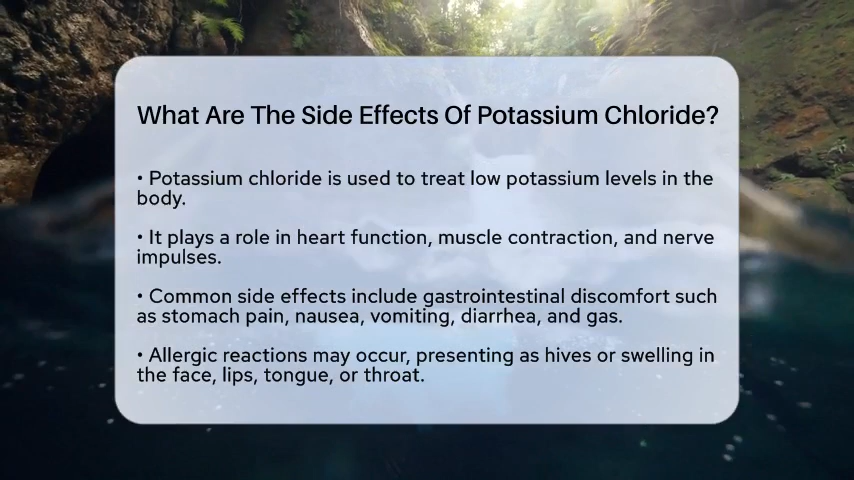 What Are The Side Effects Of Potassium Chloride?
• Potassium chloride is used to treat low potassium levels in the
body.
• It plays a role in heart function, muscle contraction, and nerve
impulses.
• Common side effects include gastrointestinal discomfort such
as stomach pain, nausea, vomiting, diarrhea, and gas.
• Allergic reactions may occur, presenting as hives or swelling in
the face, lips, tongue, or throat.